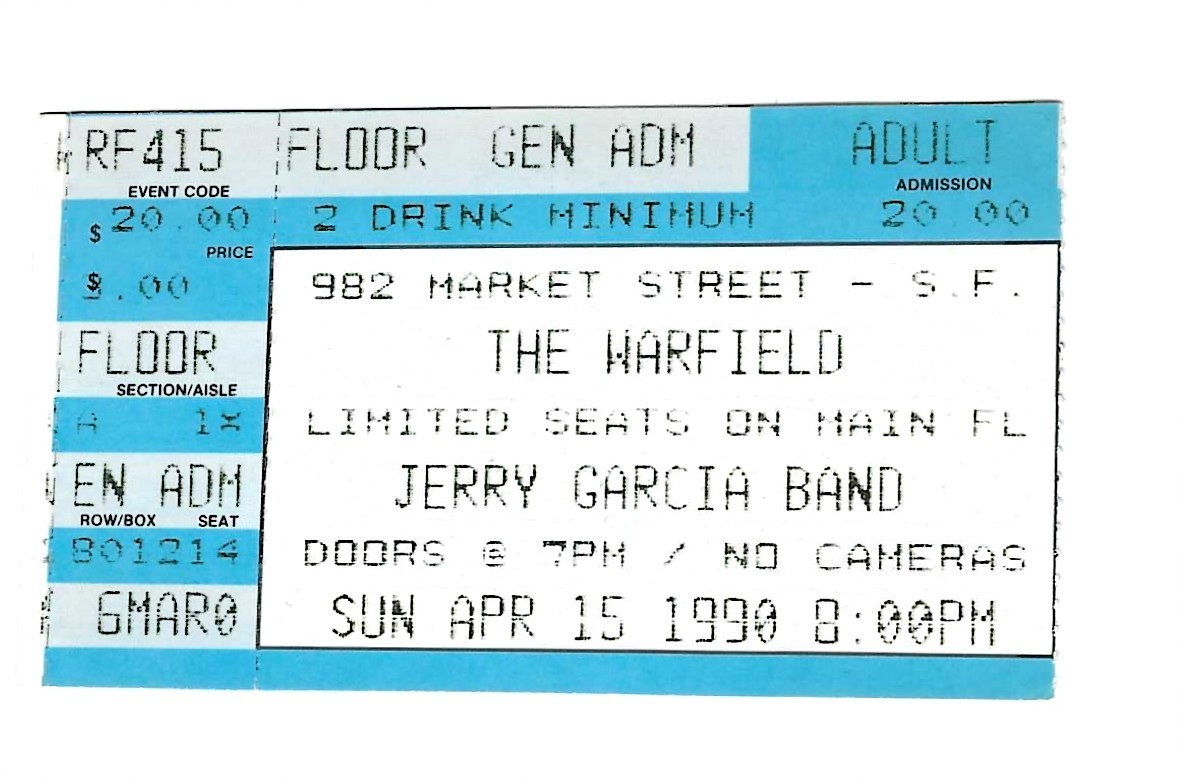 RF415
EVENT CODE
$ 20.00
PRICE
.00
FLOOR
SECTION/AISLE
A 1X
EN ADM
ROW/BOX SEAT
801214
6MAR0
FLOOR GEN ADM ADULT
ADMISSION
2 DRINK MINIMUM 20.00
982 MARKET STREET - S.F.
THE WARFIELD
LIMITED SEATS ON MAIN FL
JERRY GARCIA BAND
DOORS @ 7PM / NO CAMERAS
SUN APR 15 1990 8:00PM